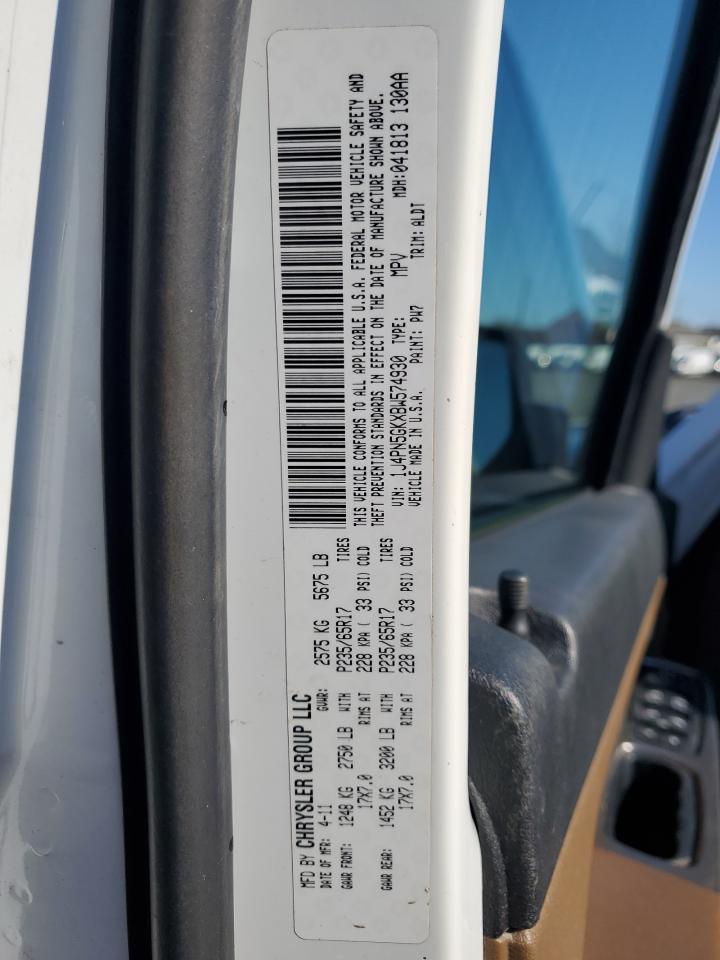 MFD BY CHRYSLER GROUP LLC
DATE OF MFR: 4-11 GVWR: 2575 KG 5675 LB
GAWR FRONT: 1248 KG 2750 LB WITH P235/65R17 TIRES
17X7.0 RIMS AT 228 KPA ( 33 PSI) COLD
GAWR REAR: 1452 KG 3200 LB WITH P235/65R17 TIRES
17X7.0 RIMS AT 228 KPA ( 33 PSI) COLD
THIS VEHICLE CONFORMS TO ALL APPLICABLE U.S.A. FEDERAL MOTOR VEHICLE SAFETY AND
THEFT PREVENTION STANDARDS IN EFFECT ON THE DATE OF MANUFACTURE SHOWN ABOVE.
VIN: 1J4PN5GKXBW574930 TYPE: MPV MDH:041813 130AA
VEHICLE MADE IN U.S.A. PAINT: PW7 TRIM: ALDT